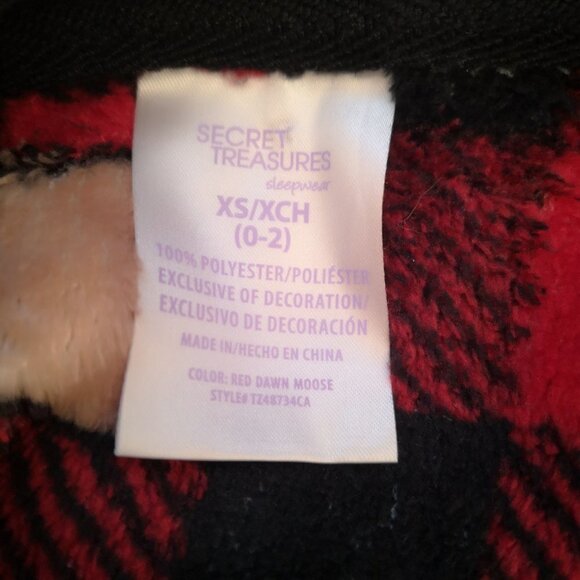 SECRET
TREASURES
sleepwear
XS/XCH
(0-2)
100% POLYESTER/POLIÉSTER
EXCLUSIVE OF DECORATION/
EXCLUSIVO DE DECORACIÓN
MADE IN/HECHO EN CHINA
COLOR: RED DAWN MOOSE
STYLE# TZ48734CA